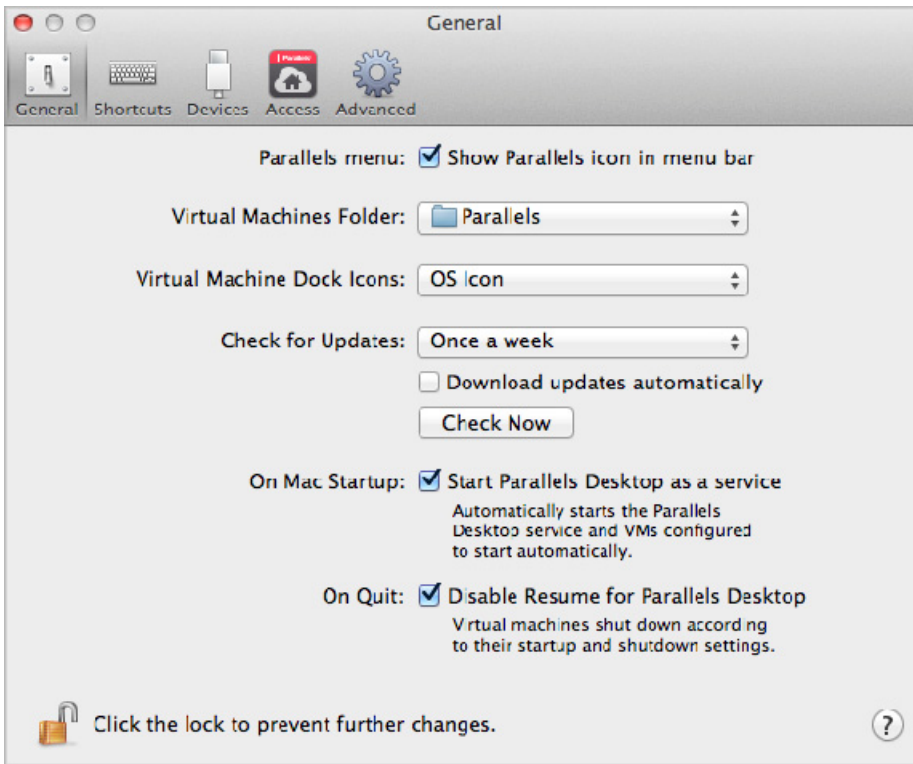 General
Parallels
General Shortcuts Devices Access Advanced
Parallels menu: Show Parallels icon in menu bar
Virtual Machines Folder: Parallels
Virtual Machine Dock Icons: OS Icon
Check for Updates: Once a week
Download updates automatically
Check Now
On Mac Startup: Start Parallels Desktop as a service
Automatically starts the Parallels
Desktop service and VMs configured
to start automatically.
On Quit: Disable Resume for Parallels Desktop
Virtual machines shut down according
to their startup and shutdown settings.
Click the lock to prevent further changes.
?